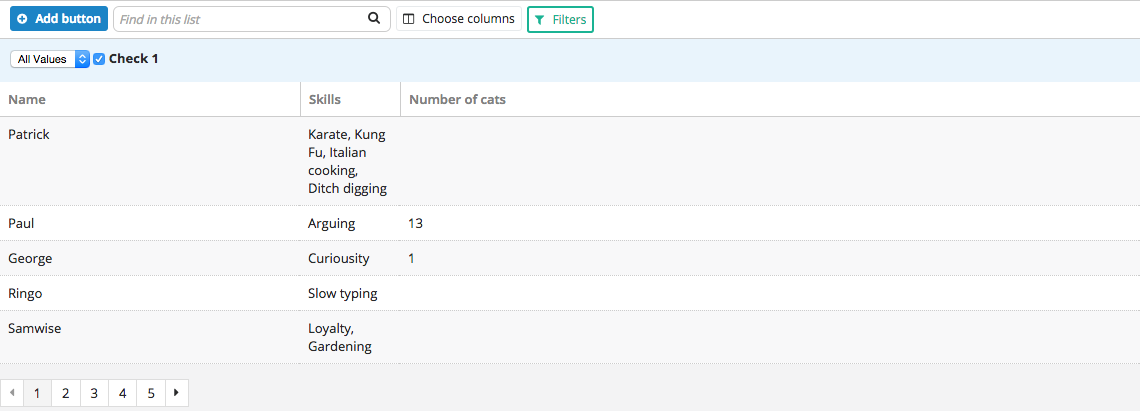 Add button Find in this list Choose columns Filters
All Values Check 1
Name Skills Number of cats
Patrick Karate, Kung
Fu, Italian
cooking,
Ditch digging
Paul Arguing 13
George Curiousity 1
Ringo Slow typing
Samwise Loyalty,
Gardening
1 2 3 4 5